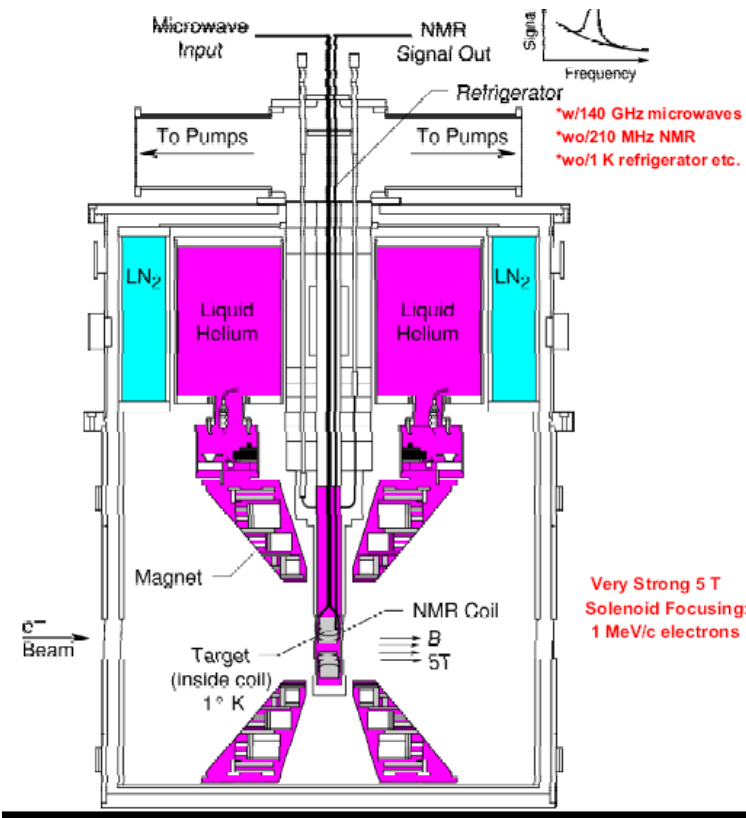 Microwave
Input
NMR
Signal Out
Signal
Frequency
Refrigerator
*w/140 GHz microwaves
*wo/210 MHz NMR
*wo/1 K refrigerator etc.
To Pumps
To Pumps
LN2
Liquid
Helium
Liquid
Helium
LN2
Magnet
NMR Coil
Very Strong 5 T
Solenoid Focusing:
1 MeV/c electrons
e−
Beam
B
5T
Target
(inside coil)
1° K